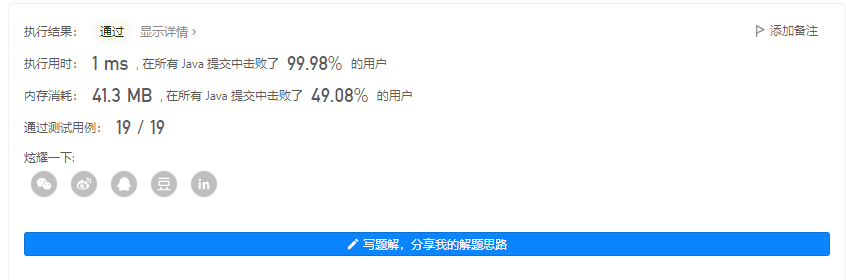 执行结果： 通过 显示详情 › 添加备注
执行用时： 1 ms , 在所有 Java 提交中击败了 99.98% 的用户
内存消耗： 41.3 MB , 在所有 Java 提交中击败了 49.08% 的用户
通过测试用例： 19 / 19
炫耀一下:
豆 in
写题解，分享我的解题思路